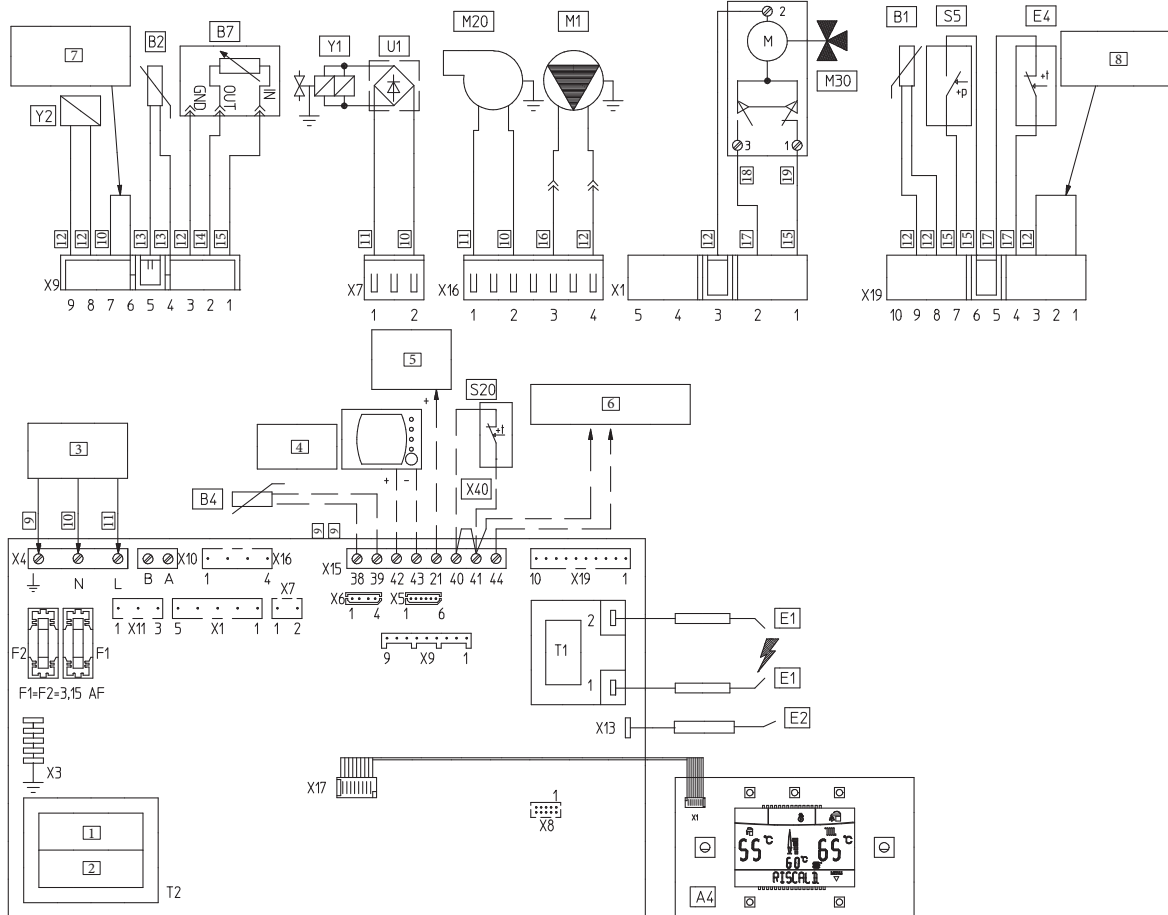 7
B2
B7
Y2
GND
OUT
IN
12 12 10 13 13 12 14 15
X9
9 8 7 6 5 4 3 2 1
Y1
U1
11 10
X7
1 2
M20
M1
11 10 16 12
X16
1 2 3 4
2
M
M30
3 1
18 19
12 17 15
X1
5 4 3 2 1
B1
S5
E4
8
+p
+t
12 12 15 15 17 17 12
X19
10 9 8 7 6 5 4 3 2 1
5
+
S20
+t
6
3
4
+ -
B4
X40
9 10 11
9 9
X4
N L
B A
X10
1 4
X16
X15
38 39 42 43 21 40 41 44
10 X19 1
1 X11 3
5 X1 1
X7
1 2
X6
1 4
X5
1 6
9 X9 1
F2
F1
F1=F2=3,15 AF
T1
2
1
E1
E1
X13
E2
X3
X17
1
X8
X1
1
2
T2
55 °C
60°C
65 °C
A4